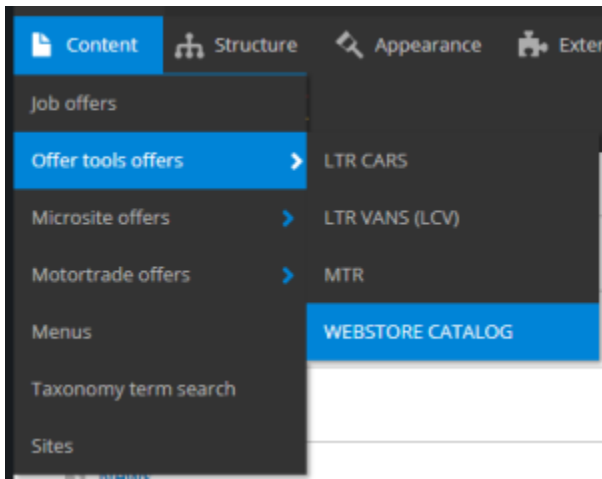 Content
Structure
Appearance
Exter
Job offers
Offer tools offers
LTR CARS
Microsite offers
LTR VANS (LCV)
Motortrade offers
MTR
Menus
WEBSTORE CATALOG
Taxonomy term search
Sites